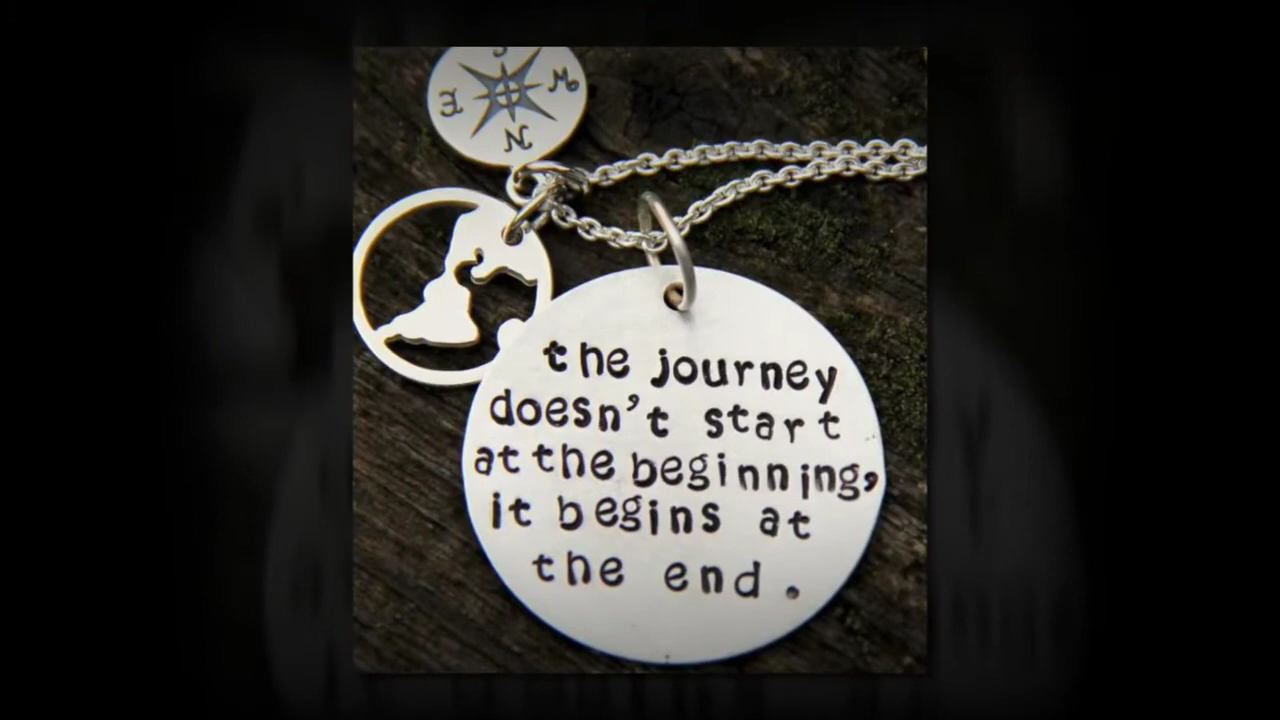 E W
N
the journey
doesn't start
at the beginning,
it begins at
the end.